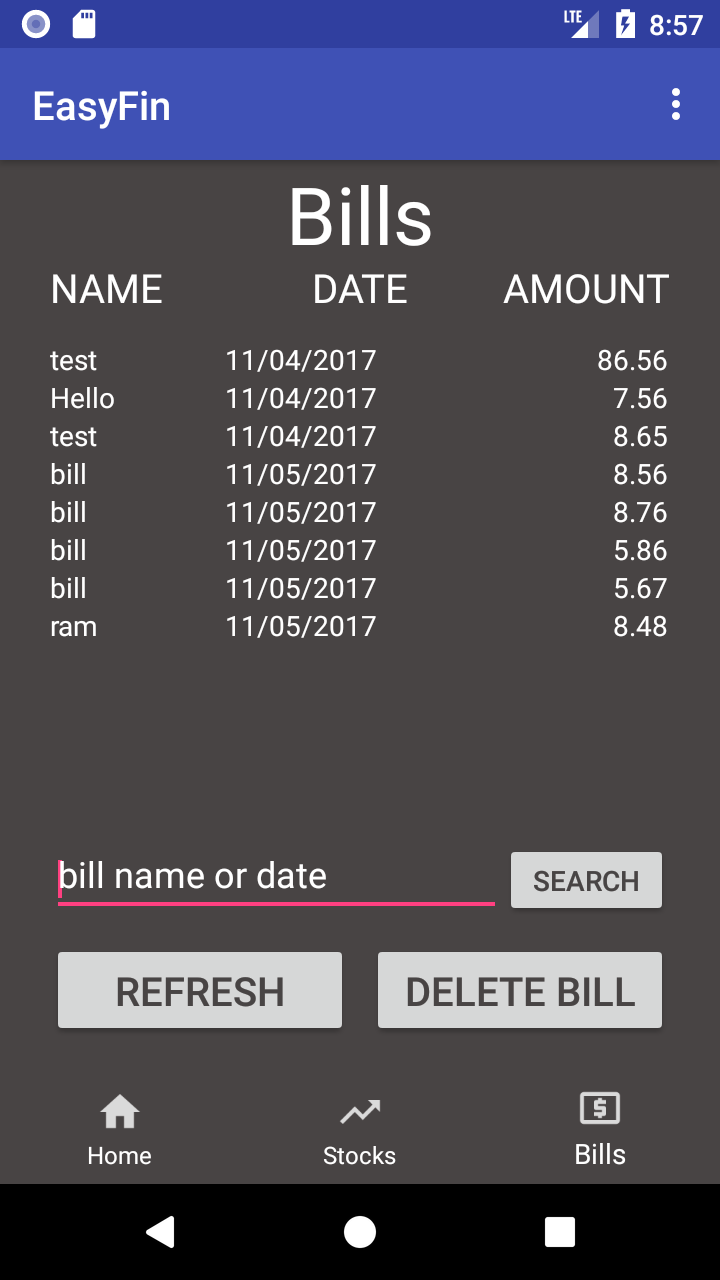 LTE 8:57
EasyFin
Bills
NAME DATE AMOUNT
test 11/04/2017 86.56
Hello 11/04/2017 7.56
test 11/04/2017 8.65
bill 11/05/2017 8.56
bill 11/05/2017 8.76
bill 11/05/2017 5.86
bill 11/05/2017 5.67
ram 11/05/2017 8.48
bill name or date SEARCH
REFRESH DELETE BILL
Home Stocks Bills